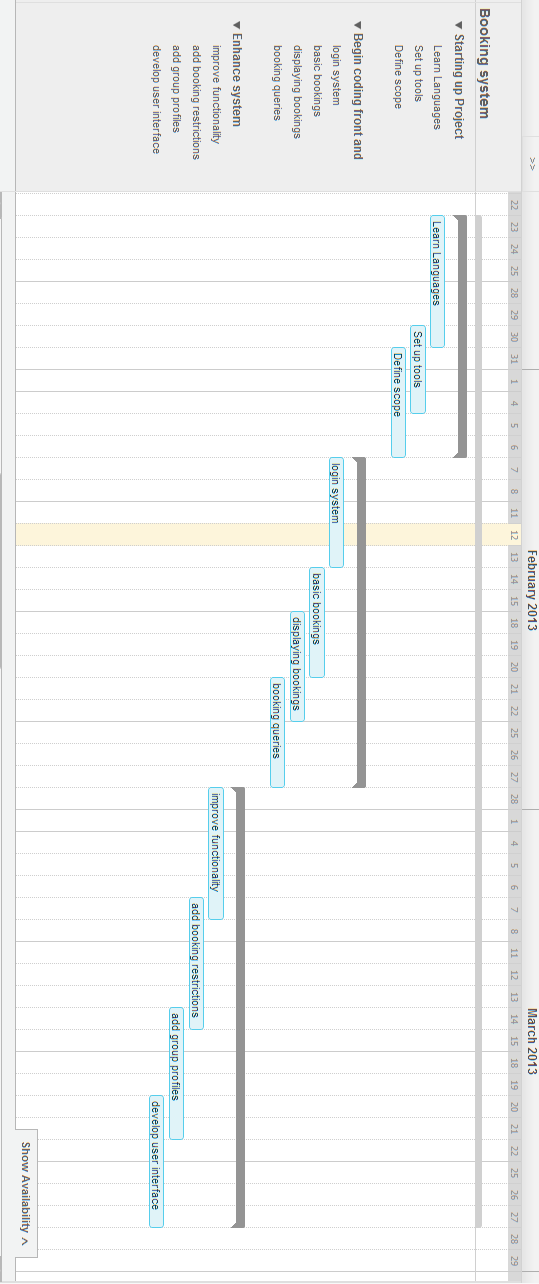 >>
February 2013
March 2013
22 23 24 25 28 29 30 31 1 4 5 6 7 8 11 12 13 14 15 18 19 20 21 22 25 26 27 28 1 4 5 6 7 8 11 12 13 14 15 18 19 20 21 22 25 26 27 28 29
Booking system
▼ Starting up Project
Learn Languages
Learn Languages
Set up tools
Set up tools
Define scope
Define scope
▼ Begin coding front and
login system
login system
basic bookings
basic bookings
displaying bookings
displaying bookings
booking queries
booking queries
▼ Enhance system
improve functionality
improve functionality
add booking restrictions
add booking restrictions
add group profiles
add group profiles
develop user interface
develop user interface
Show Availability ^